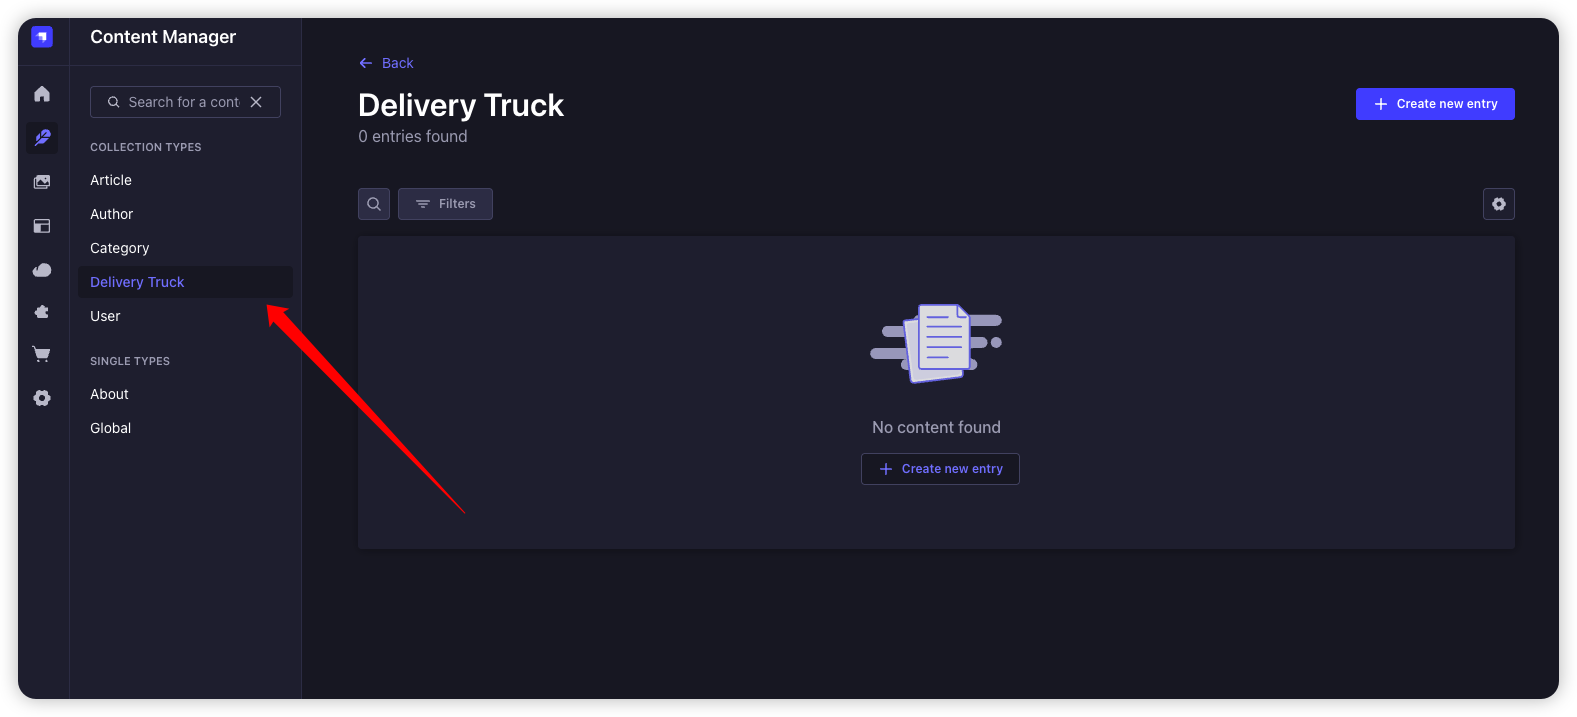 Content Manager
Search for a cont
COLLECTION TYPES
Article
Author
Category
Delivery Truck
User
SINGLE TYPES
About
Global
Back
Delivery Truck
0 entries found
Create new entry
Filters
No content found
Create new entry